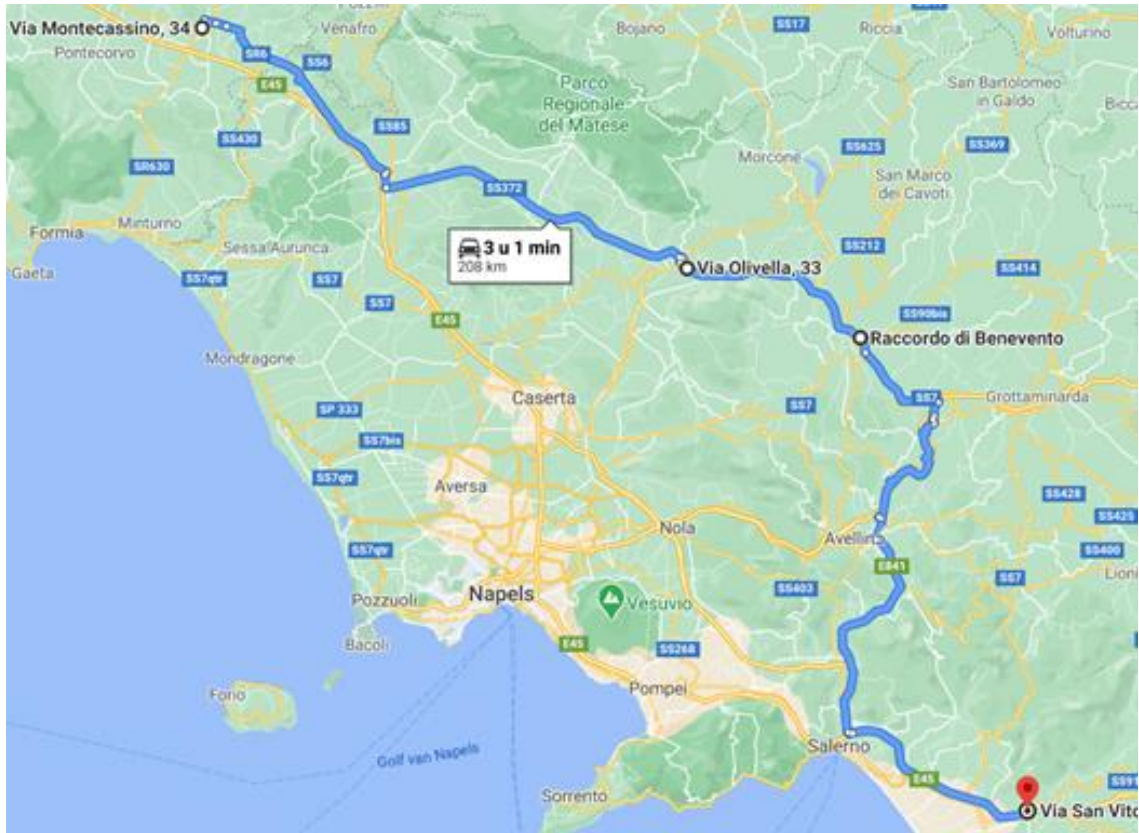 Via Montecassino, 34
Venafro
Bojano
SS17
Riccia
Volturino
Pontecorvo
SR6
SS6
E45
Parco
Regionale
del Matese
San Bartolomeo
in Galdo
SS430
SS85
SS369
SS625
Morcone
SR630
SS372
San Marco
dei Cavoti
Minturno
Formia
Sessa Aurunca
3 u 1 min
208 km
SS212
Gaeta
SS7qtr
SS7
Via Olivella, 33
SS414
SS7
E45
SS90bis
Raccordo di Benevento
Mondragone
Caserta
SS7
Grottaminarda
SP 333
SS7
SS7bis
SS7qtr
Aversa
SS428
SS425
Nola
Avellino
SS7qtr
SS400
E841
Lioni
SS7
Napels
SS403
Pozzuoli
Vesuvio
Bacoli
E45
SS268
Pompei
Forio
Golf van Napels
Salerno
E45
SS91
Sorrento
Via San Vito